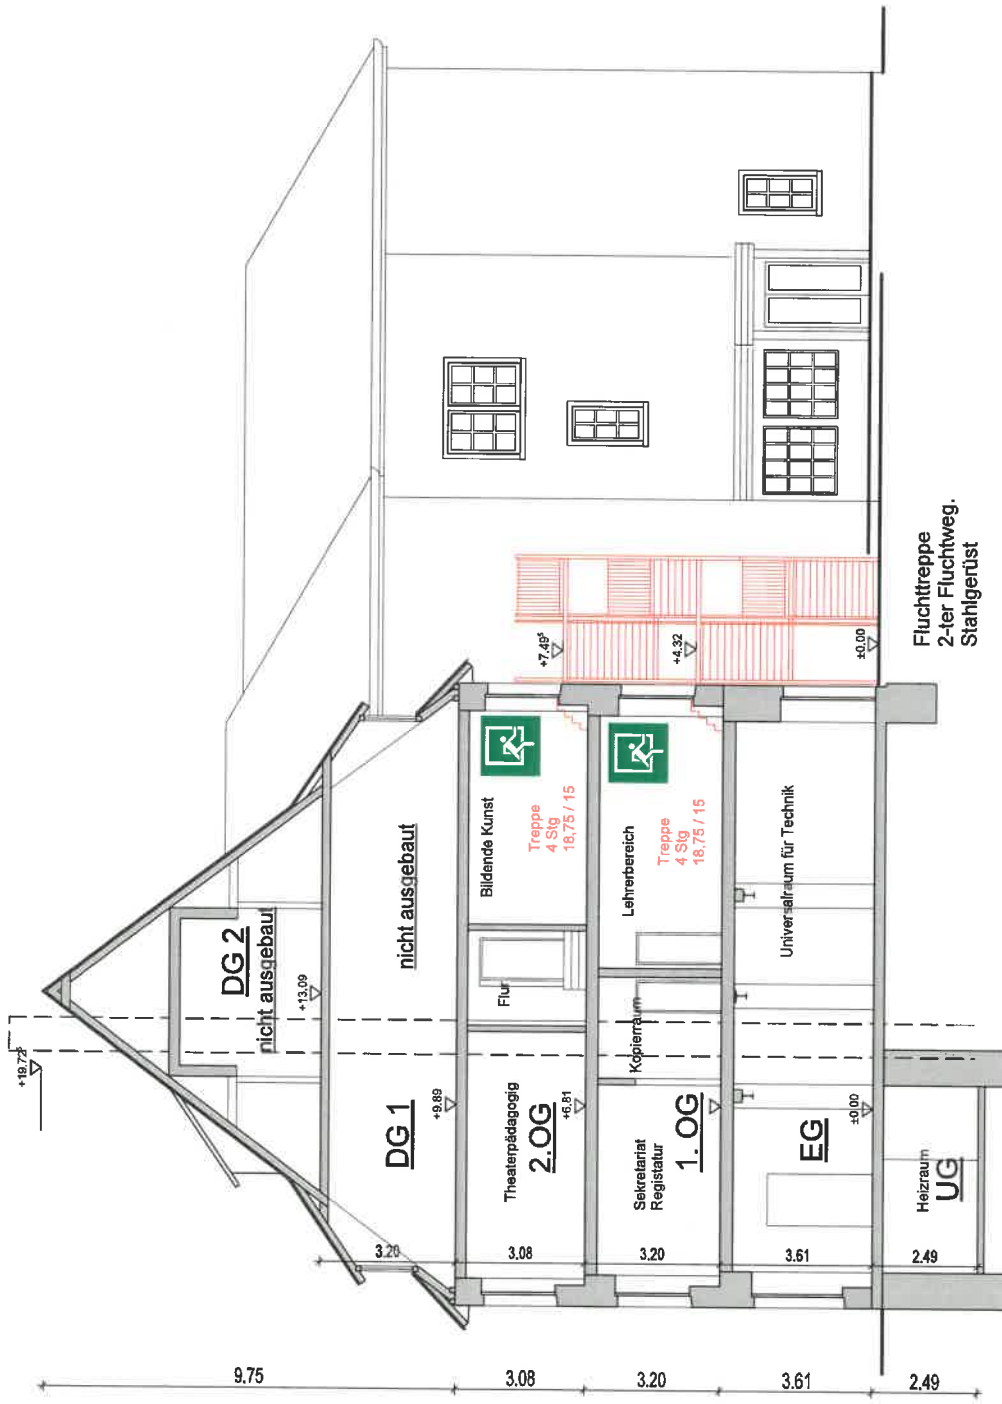 +19.72⁵
DG 2
nicht ausgebaut
+13.09
DG 1
nicht ausgebaut
+9.89
Theaterpädagogig
2.OG
+6.81
Flur
Bildende Kunst
Treppe
4 Stg
18,75 / 15
+7.49⁵
Sekretariat
Registatur
1. OG
Kopierraum
Lehrerbereich
Treppe
4 Stg
18.75 / 15
+4.32
EG
±0.00
Universalraum für Technik
±0.00
Heizraum
UG
Fluchttreppe
2-ter Fluchtweg.
Stahlgerüst
3.20
3.08
3.20
3.61
2.49
9.75
3.08
3.20
3.61
2.49